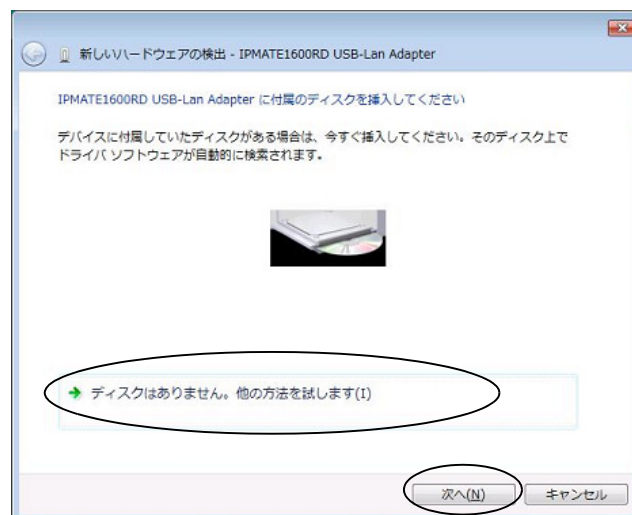 新しいハードウェアの検出 - IPMATE1600RD USB-Lan Adapter
IPMATE1600RD USB-Lan Adapter に付属のディスクを挿入してください
デバイスに付属していたディスクがある場合は、今すぐ挿入してください。そのディスク上で
ドライバ ソフトウェアが自動的に検索されます。
ディスクはありません。他の方法を試します(I)
次へ(N) キャンセル